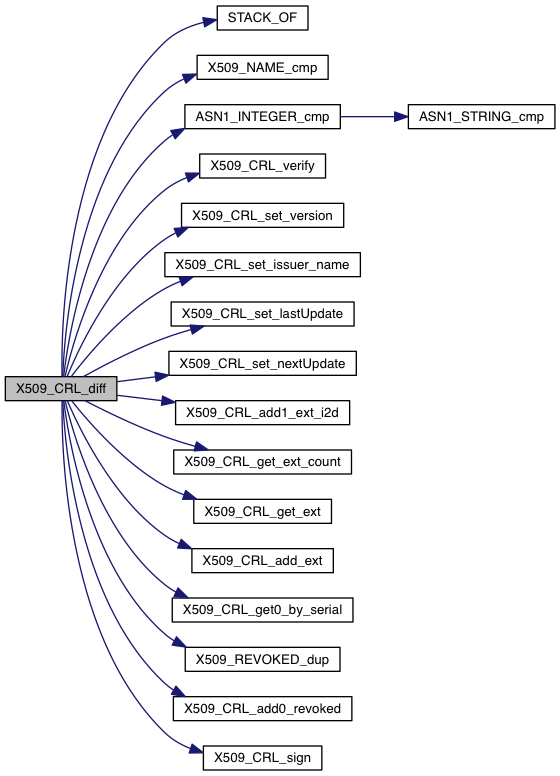 STACK_OF
X509_NAME_cmp
ASN1_INTEGER_cmp
ASN1_STRING_cmp
X509_CRL_verify
X509_CRL_set_version
X509_CRL_set_issuer_name
X509_CRL_set_lastUpdate
X509_CRL_set_nextUpdate
X509_CRL_diff
X509_CRL_add1_ext_i2d
X509_CRL_get_ext_count
X509_CRL_get_ext
X509_CRL_add_ext
X509_CRL_get0_by_serial
X509_REVOKED_dup
X509_CRL_add0_revoked
X509_CRL_sign